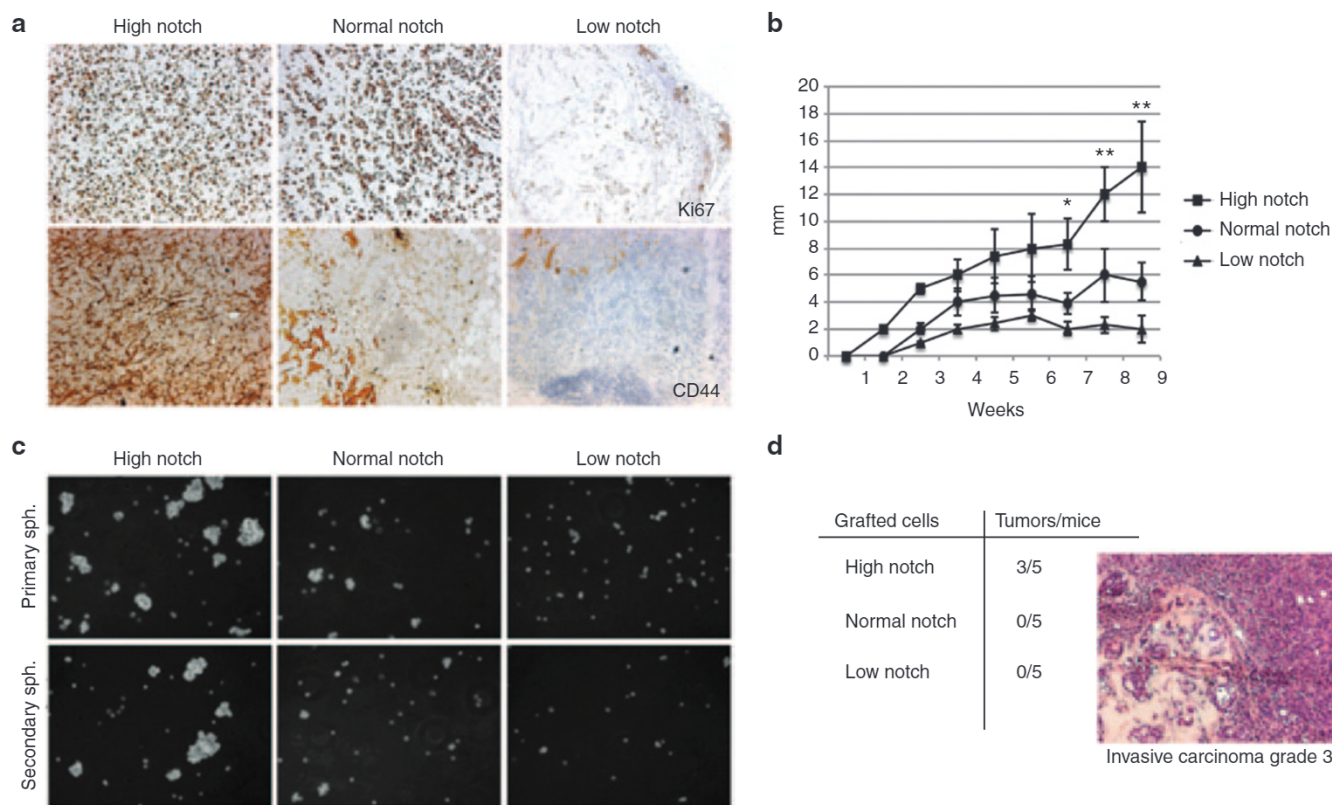 a
High notch Normal notch Low notch
Ki67
CD44
b
20
18
16
14
12
10
8
6
4
2
0
mm
* ** **
1 2 3 4 5 6 7 8 9
Weeks
High notch
Normal notch
Low notch
c
High notch Normal notch Low notch
Primary sph.
Secondary sph.
d
Grafted cells Tumors/mice
High notch 3/5
Normal notch 0/5
Low notch 0/5
Invasive carcinoma grade 3